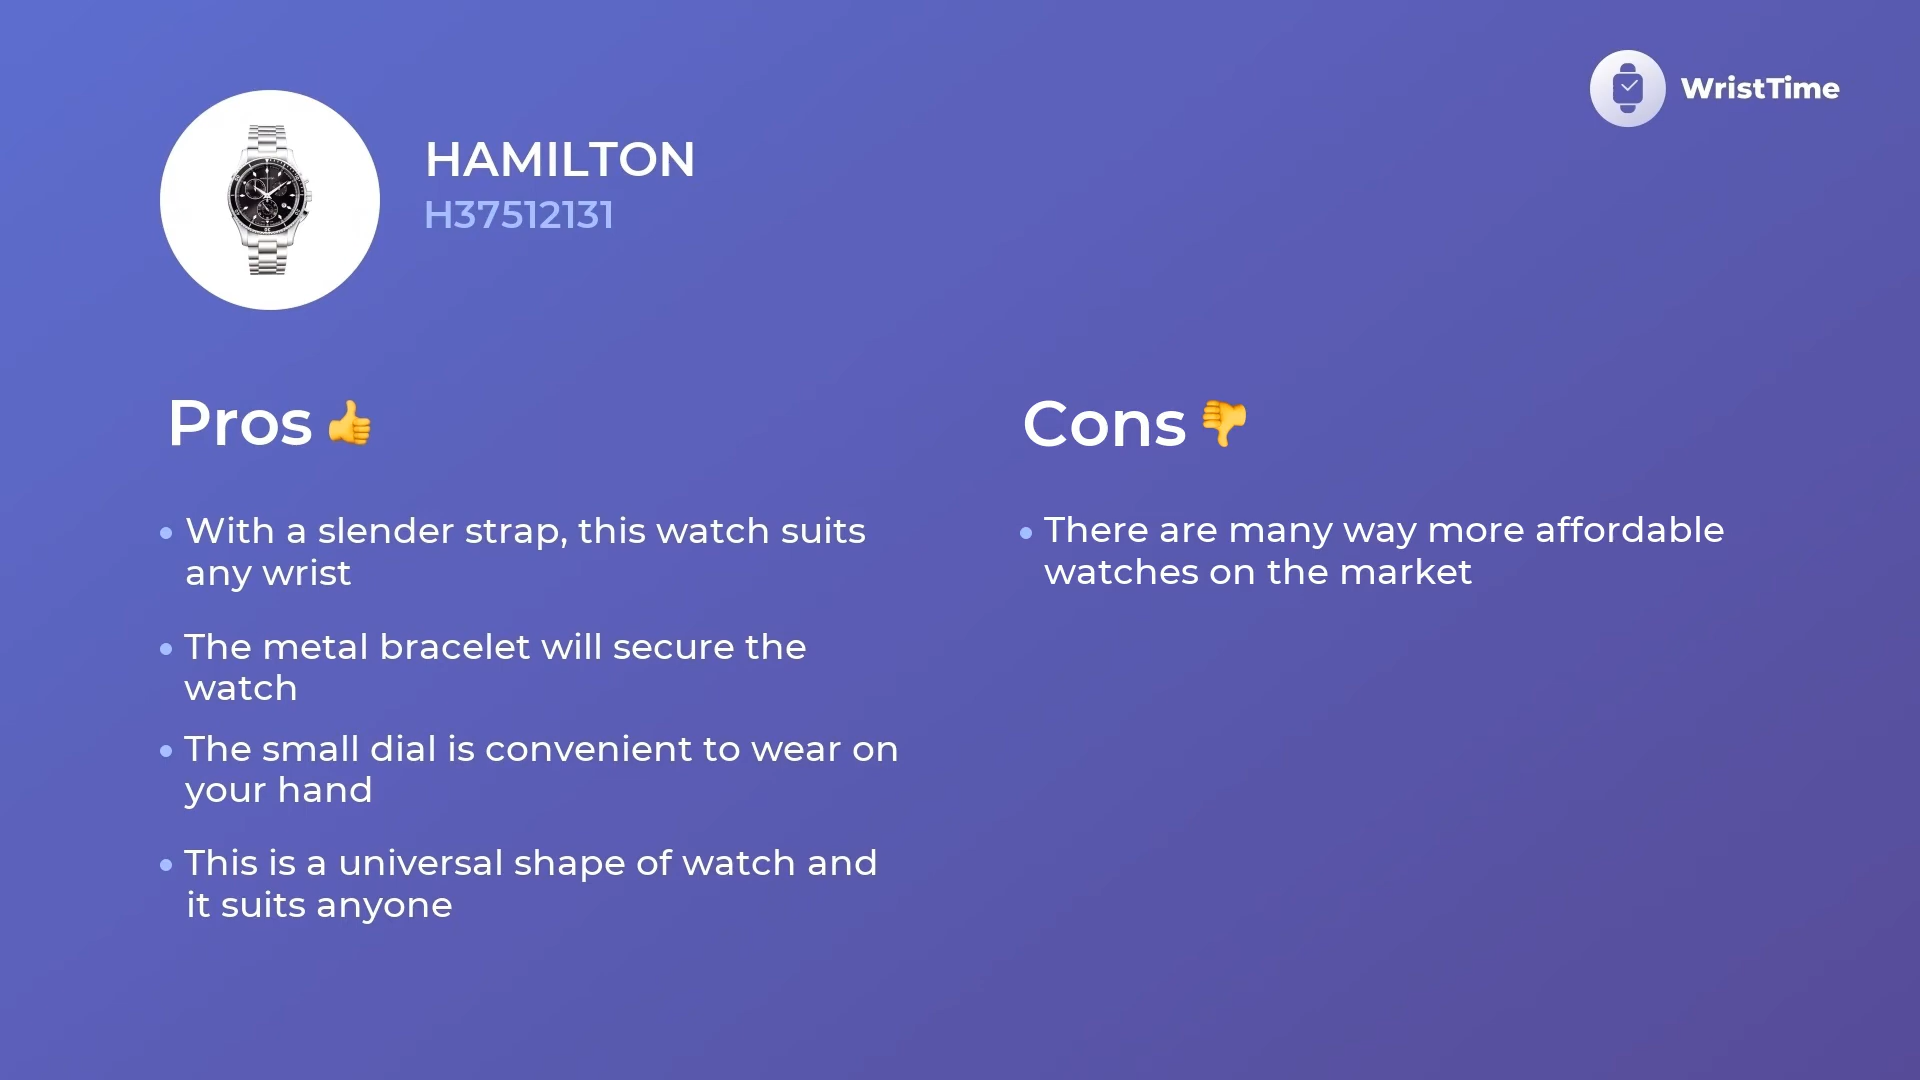 WristTime
HAMILTON
H37512131
Pros
With a slender strap, this watch suits
any wrist
The metal bracelet will secure the
watch
The small dial is convenient to wear on
your hand
This is a universal shape of watch and
it suits anyone
Cons
There are many way more affordable
watches on the market